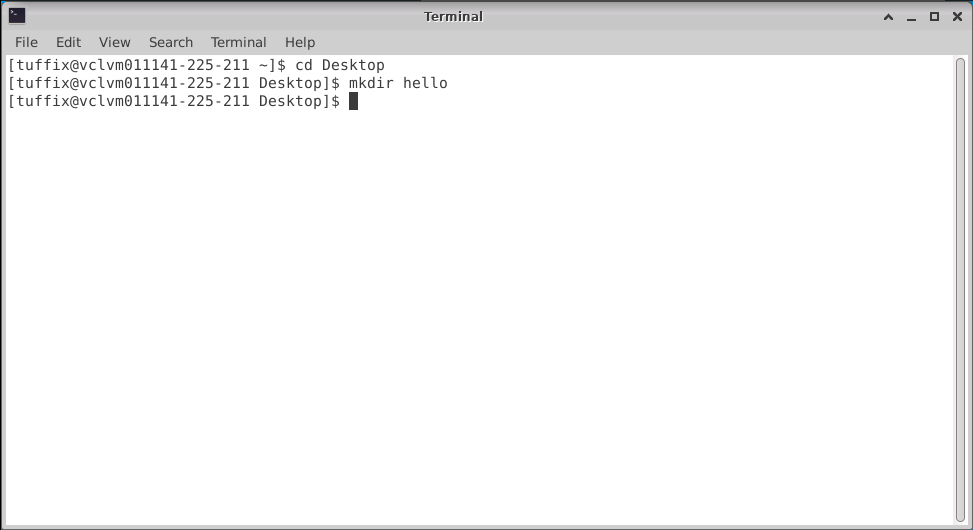 Terminal
File Edit View Search Terminal Help
[tuffix@vclvm011141-225-211 ~]$ cd Desktop
[tuffix@vclvm011141-225-211 Desktop]$ mkdir hello
[tuffix@vclvm011141-225-211 Desktop]$